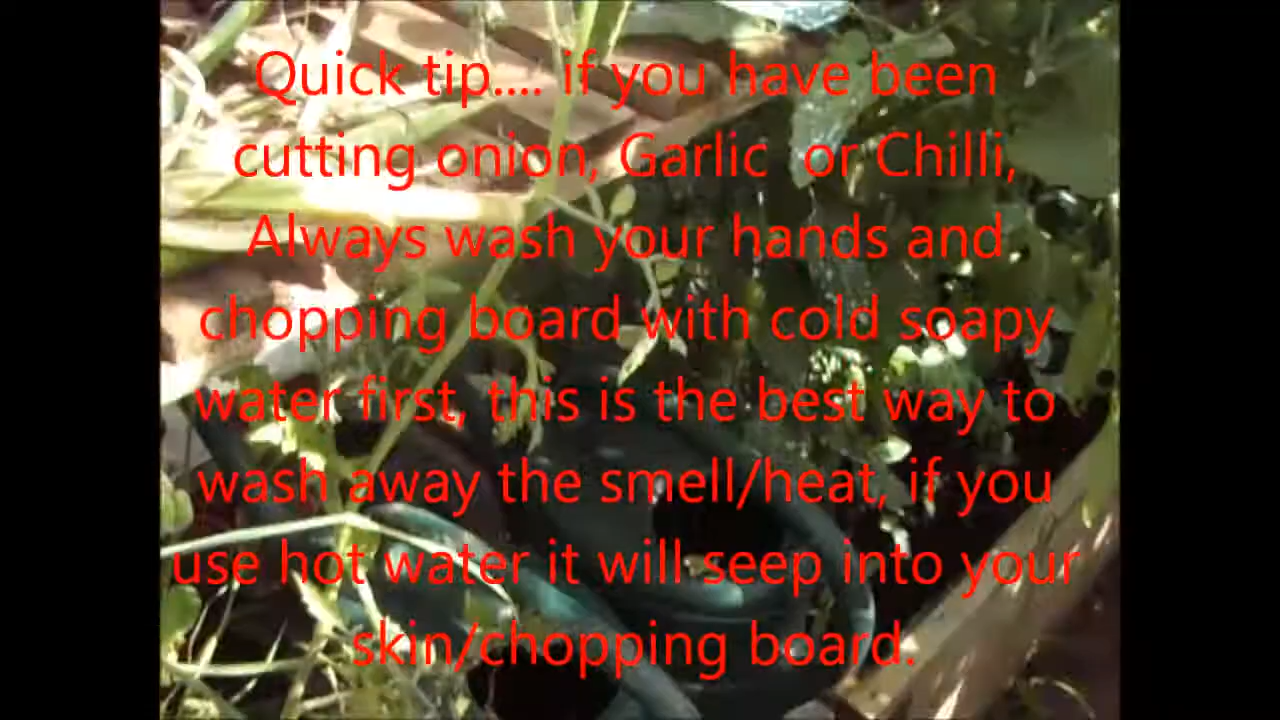 Quick tip.... if you have been
cutting onion, Garlic or Chilli,
Always wash your hands and
chopping board with cold soapy
water first, this is the best way to
wash away the smell/heat, if you
use hot water it will seep into your
skin/chopping board.